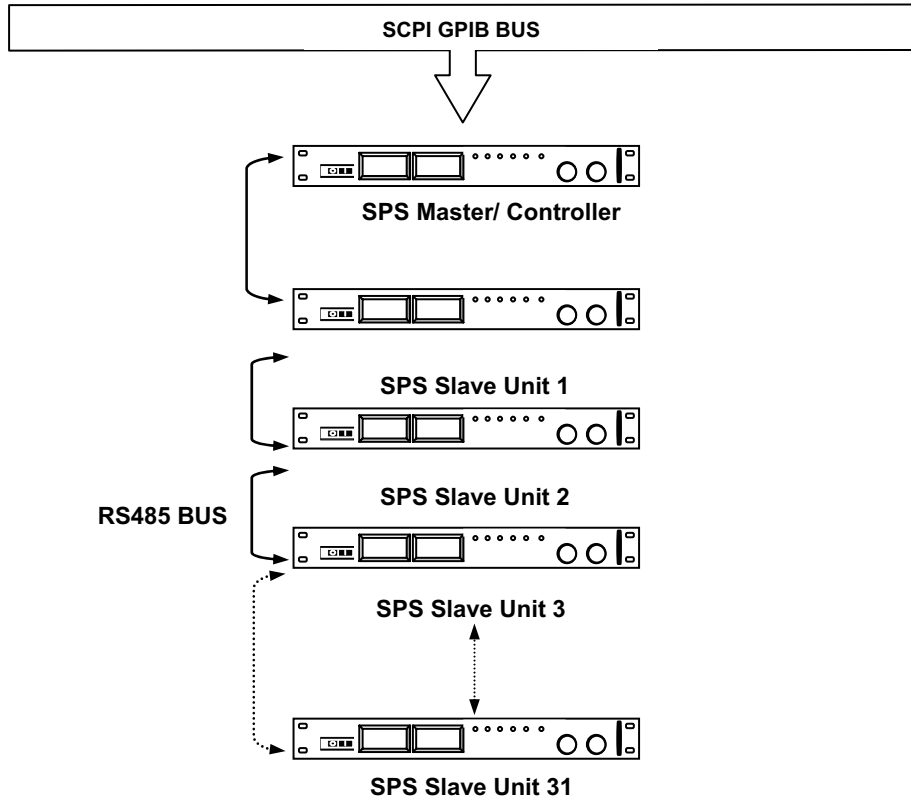 SCPI GPIB BUS
SPS Master/ Controller
SPS Slave Unit 1
SPS Slave Unit 2
RS485 BUS
SPS Slave Unit 3
SPS Slave Unit 31